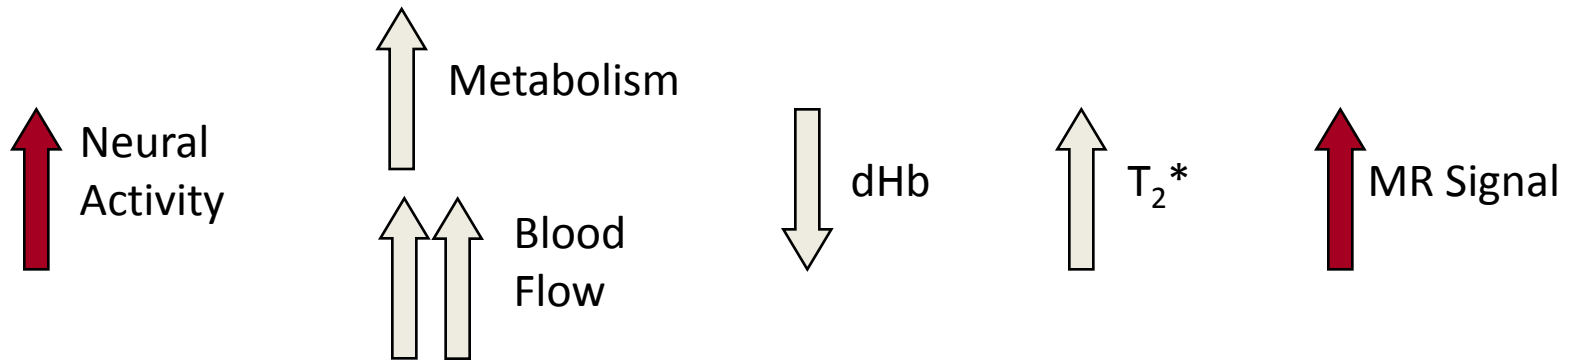 Neural
Activity
Metabolism
Blood
Flow
dHb
T₂*
MR Signal